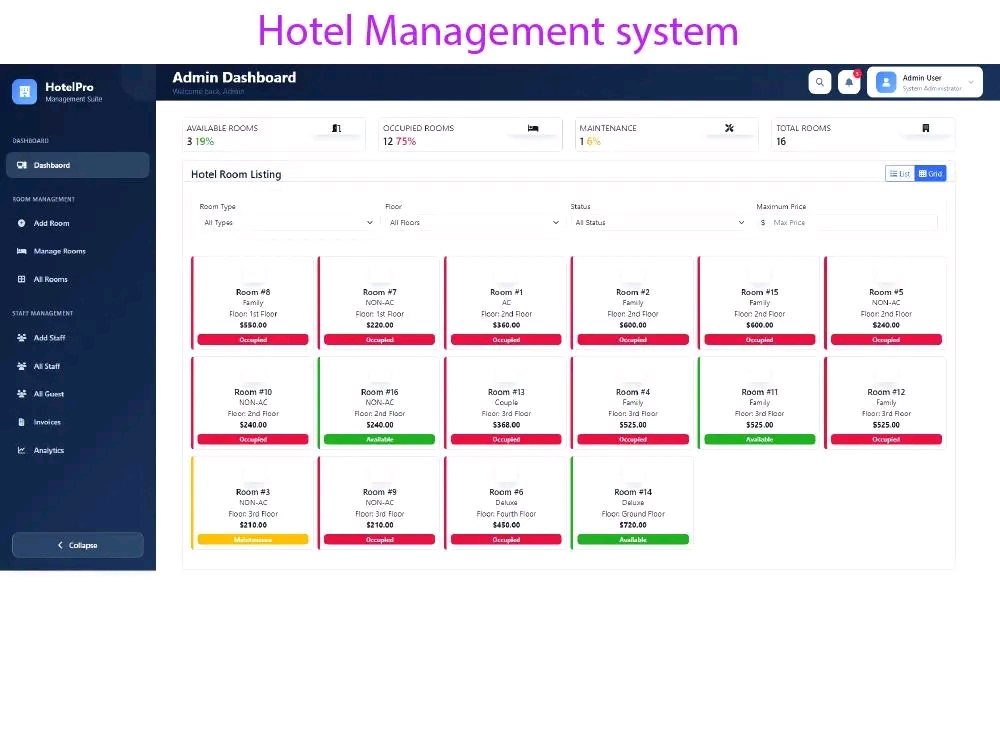 Hotel Management system
HotelPro
Management Suite
Admin Dashboard
Welcome back, Admin
5
Admin User
System Administrator
DASHBOARD
Dashbaord
ROOM MANAGEMENT
Add Room
Manage Rooms
All Rooms
STAFF MANAGEMENT
Add Staff
All Staff
All Guest
Invoices
Analytics
Collapse
AVAILABLE ROOMS
3 19%
OCCUPIED ROOMS
12 75%
MAINTENANCE
1 6%
TOTAL ROOMS
16
Hotel Room Listing
List Grid
Room Type Floor Status Maximum Price
All Types All Floors All Status $ Max Price
Room #8 Room #7 Room #1 Room #2 Room #15 Room #5
Family NON-AC AC Family Family NON-AC
Floor: 1st Floor Floor: 1st Floor Floor: 2nd Floor Floor: 2nd Floor Floor: 2nd Floor Floor: 2nd Floor
$550.00 $220.00 $360.00 $600.00 $600.00 $240.00
Occupied Occupied Occupied Occupied Occupied Occupied
Room #10 Room #16 Room #13 Room #4 Room #11 Room #12
NON-AC NON-AC Couple Family Family Family
Floor: 2nd Floor Floor: 2nd Floor Floor: 3rd Floor Floor: 3rd Floor Floor: 3rd Floor Floor: 3rd Floor
$240.00 $240.00 $368.00 $525.00 $525.00 $525.00
Occupied Available Occupied Occupied Available Occupied
Room #3 Room #9 Room #6 Room #14
NON-AC NON-AC Deluxe Deluxe
Floor: 3rd Floor Floor: 3rd Floor Floor: Fourth Floor Floor: Ground Floor
$210.00 $210.00 $450.00 $720.00
Maintenance Occupied Occupied Available